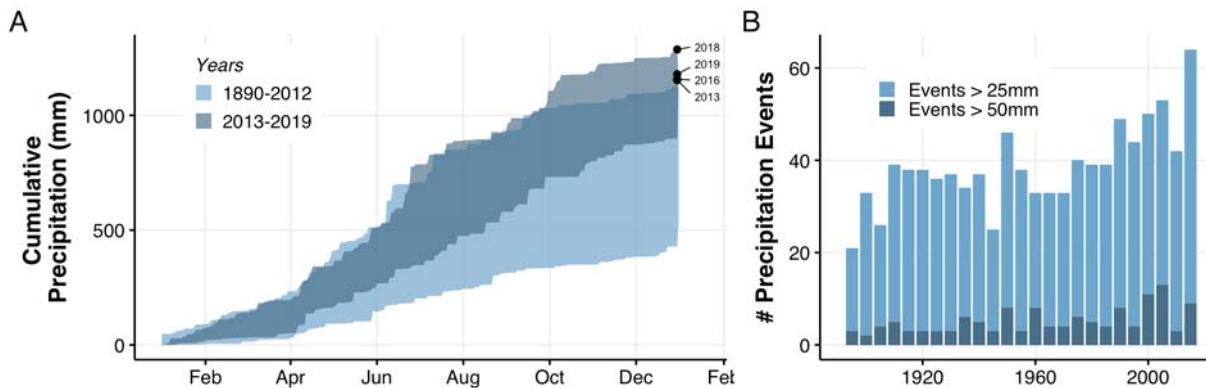 A
B
Cumulative
Precipitation (mm)
1000
500
0
Years
1890-2012
2013-2019
2018
2019
2016
2013
Feb
Apr
Jun
Aug
Oct
Dec
Feb
# Precipitation Events
60
40
20
0
Events > 25mm
Events > 50mm
1920
1960
2000